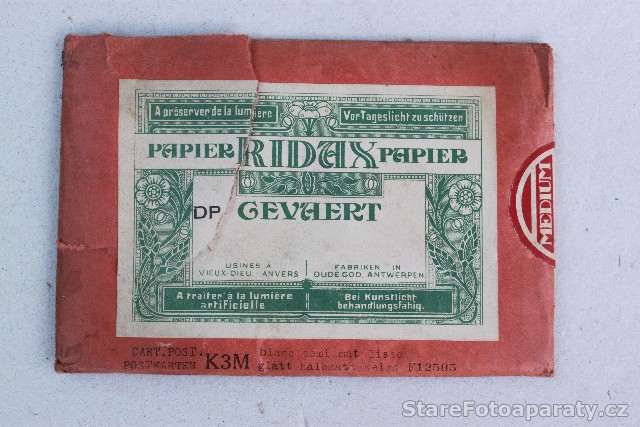 A préserver de la lumière
Vor Tageslicht zu schützen
PAPIER RIDAX PAPIER
DP GEVAERT
USINES À
VIEUX-DIEU, ANVERS
FABRIKEN IN
OUDE GOD, ANTWERPEN
A traiter à la lumière
artificielle
Bei Kunstlicht
behandlungsfähig.
MEDIUM
CART.POST. blanc semi mat lisse
POSTKARTEN K3M glatt halbmatt weiss F12505
StareFotoaparaty.cz